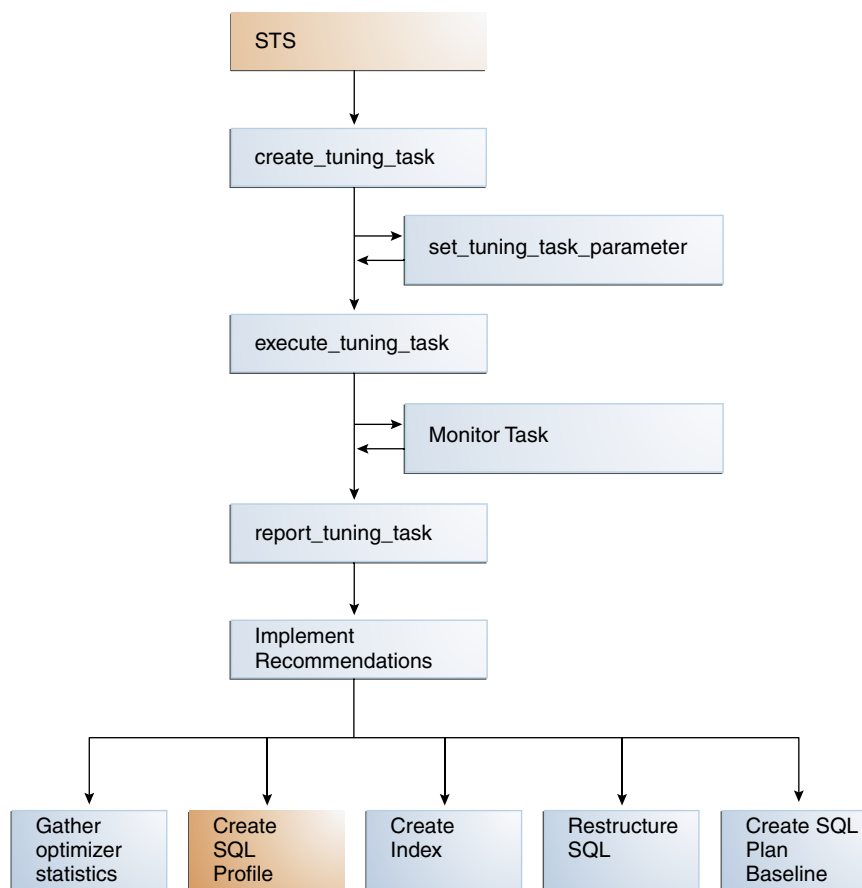 STS
create_tuning_task
set_tuning_task_parameter
execute_tuning_task
Monitor Task
report_tuning_task
Implement
Recommendations
Gather
optimizer
statistics
Create
SQL
Profile
Create
Index
Restructure
SQL
Create SQL
Plan
Baseline